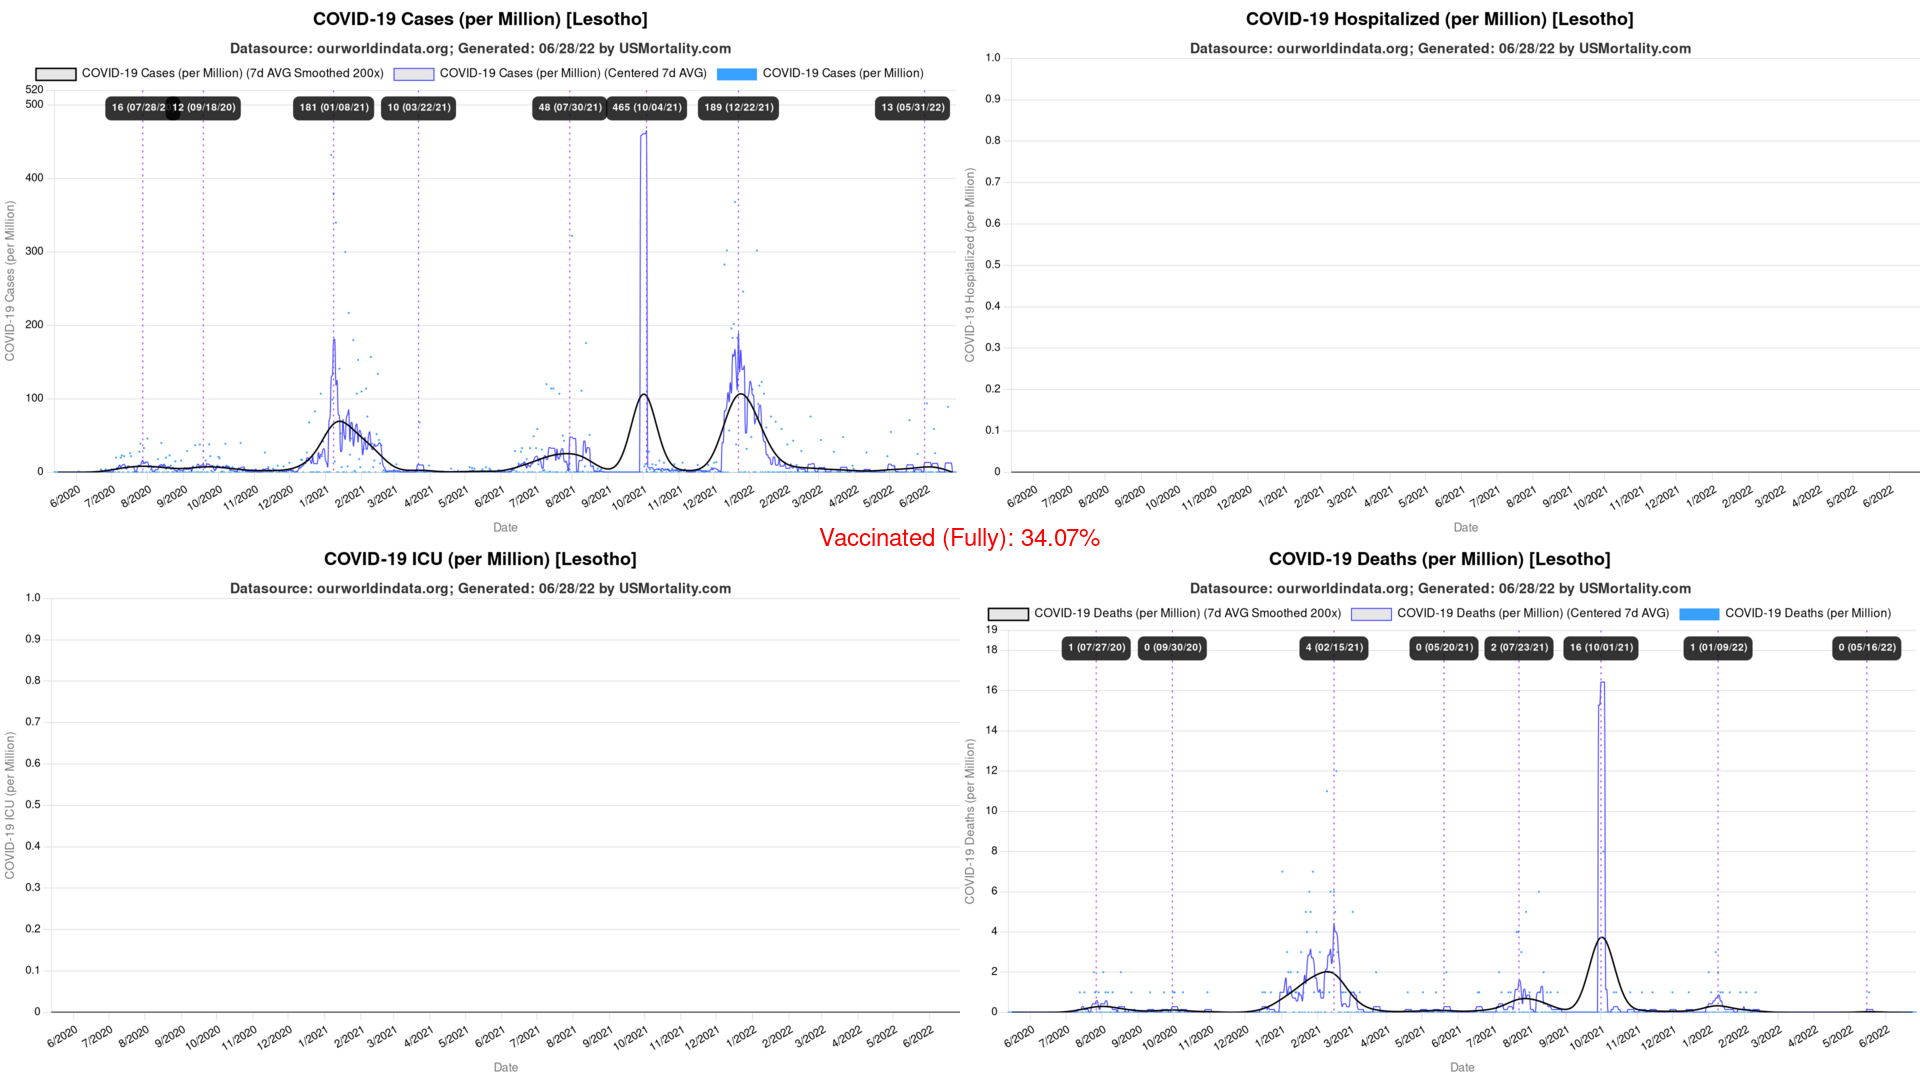 COVID-19 Cases (per Million) [Lesotho]
Datasource: ourworldindata.org; Generated: 06/28/22 by USMortality.com
COVID-19 Cases (per Million) (7d AVG Smoothed 200x) COVID-19 Cases (per Million) (Centered 7d AVG) COVID-19 Cases (per Million)
520
500
400
300
200
100
0
16 (07/28/2 12 (09/18/20) 181 (01/08/21) 10 (03/22/21) 48 (07/30/21) 465 (10/04/21) 189 (12/22/21) 13 (05/31/22)
COVID-19 Cases (per Million)
6/2020 7/2020 8/2020 9/2020 10/2020 11/2020 12/2020 1/2021 2/2021 3/2021 4/2021 5/2021 6/2021 7/2021 8/2021 9/2021 10/2021 11/2021 12/2021 1/2022 2/2022 3/2022 4/2022 5/2022 6/2022
Date
COVID-19 Hospitalized (per Million) [Lesotho]
Datasource: ourworldindata.org; Generated: 06/28/22 by USMortality.com
1.0
0.9
0.8
0.7
0.6
0.5
0.4
0.3
0.2
0.1
0
COVID-19 Hospitalized (per Million)
6/2020 7/2020 8/2020 9/2020 10/2020 11/2020 12/2020 1/2021 2/2021 3/2021 4/2021 5/2021 6/2021 7/2021 8/2021 9/2021 10/2021 11/2021 12/2021 1/2022 2/2022 3/2022 4/2022 5/2022 6/2022
Date
Vaccinated (Fully): 34.07%
COVID-19 ICU (per Million) [Lesotho]
Datasource: ourworldindata.org; Generated: 06/28/22 by USMortality.com
1.0
0.9
0.8
0.7
0.6
0.5
0.4
0.3
0.2
0.1
0
COVID-19 ICU (per Million)
6/2020 7/2020 8/2020 9/2020 10/2020 11/2020 12/2020 1/2021 2/2021 3/2021 4/2021 5/2021 6/2021 7/2021 8/2021 9/2021 10/2021 11/2021 12/2021 1/2022 2/2022 3/2022 4/2022 5/2022 6/2022
Date
COVID-19 Deaths (per Million) [Lesotho]
Datasource: ourworldindata.org; Generated: 06/28/22 by USMortality.com
COVID-19 Deaths (per Million) (7d AVG Smoothed 200x) COVID-19 Deaths (per Million) (Centered 7d AVG) COVID-19 Deaths (per Million)
19
18
16
14
12
10
8
6
4
2
0
1 (07/27/20) 0 (09/30/20) 4 (02/15/21) 0 (05/20/21) 2 (07/23/21) 16 (10/01/21) 1 (01/09/22) 0 (05/16/22)
COVID-19 Deaths (per Million)
6/2020 7/2020 8/2020 9/2020 10/2020 11/2020 12/2020 1/2021 2/2021 3/2021 4/2021 5/2021 6/2021 7/2021 8/2021 9/2021 10/2021 11/2021 12/2021 1/2022 2/2022 3/2022 4/2022 5/2022 6/2022
Date